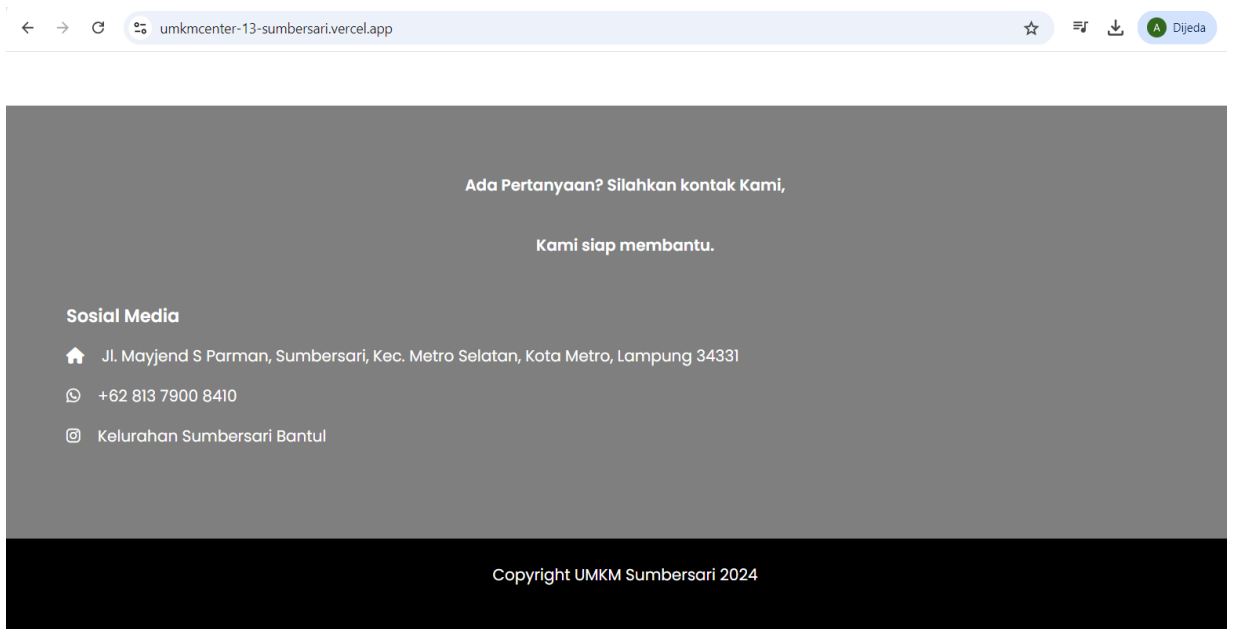 umkmcenter-13-sumbersari.vercel.app
A Dijeda
Ada Pertanyaan? Silahkan kontak Kami,
Kami siap membantu.
Sosial Media
Jl. Mayjend S Parman, Sumbersari, Kec. Metro Selatan, Kota Metro, Lampung 34331
+62 813 7900 8410
Kelurahan Sumbersari Bantul
Copyright UMKM Sumbersari 2024